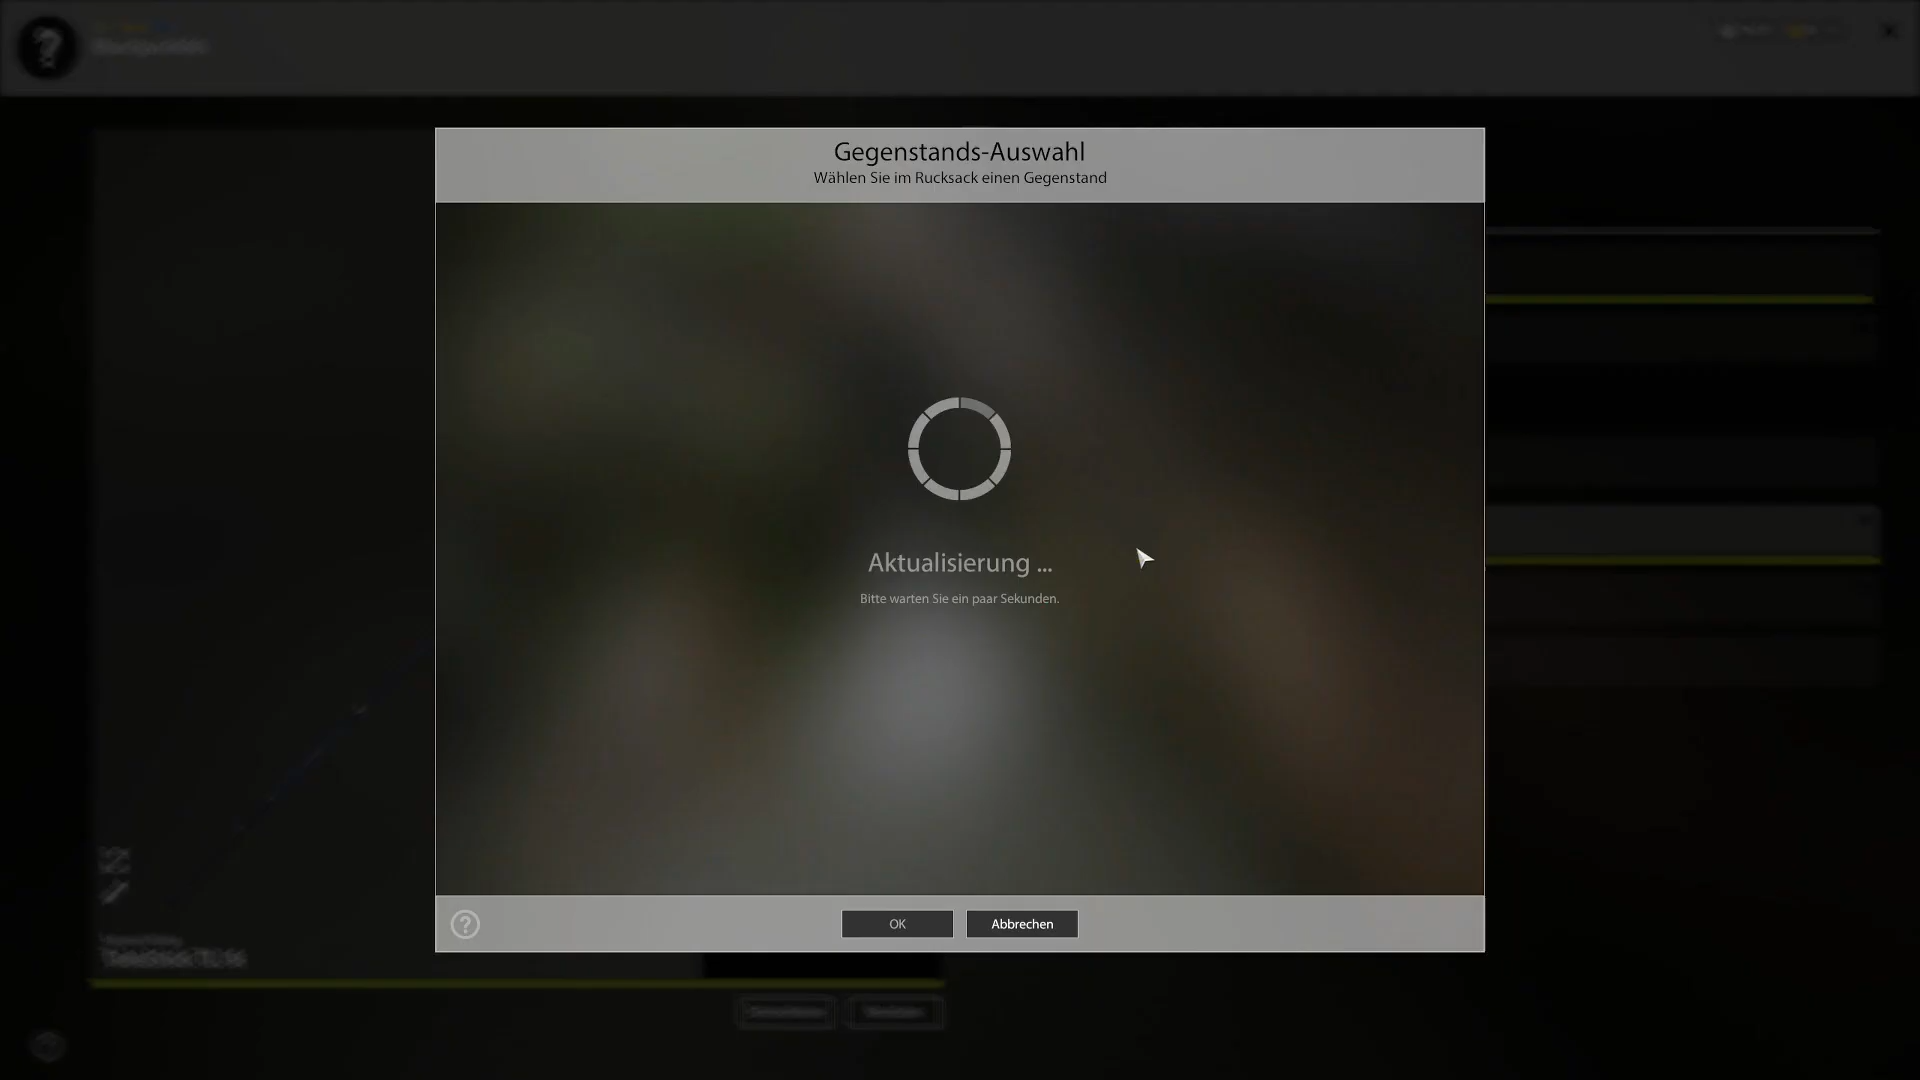 Gegenstands-Auswahl
Wählen Sie im Rucksack einen Gegenstand
Aktualisierung ...
Bitte warten Sie ein paar Sekunden.
?
OK
Abbrechen